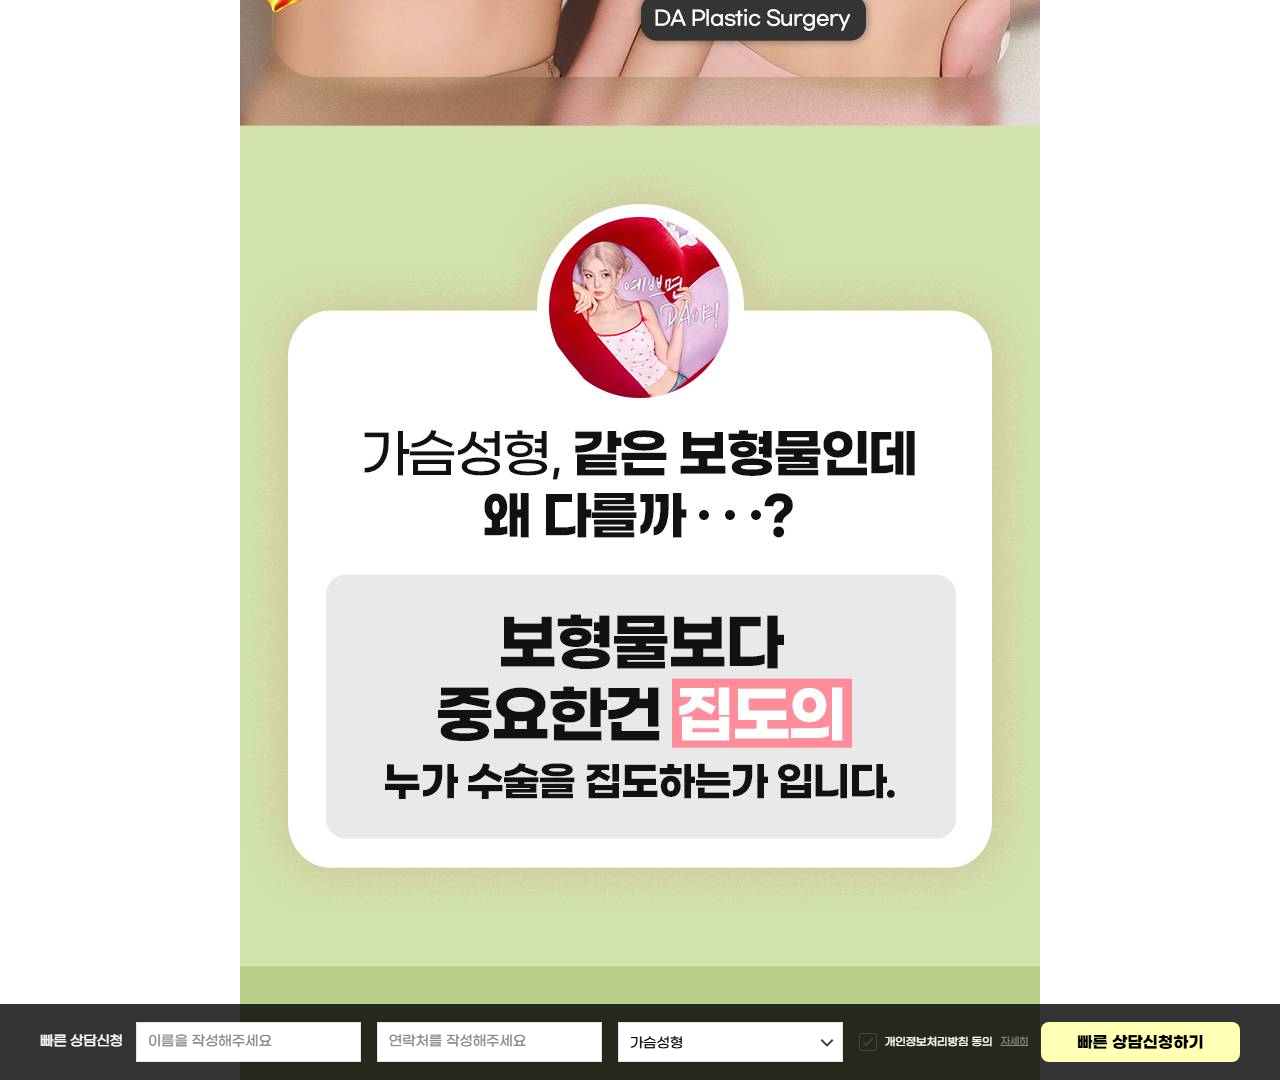 DA Plastic Surgery
예쁘면
DA야!
가슴성형, 같은 보형물인데
왜 다를까 · · ·?
보형물보다
중요한건 집도의
누가 수술을 집도하는가 입니다.
빠른 상담신청
이름을 작성해주세요
연락처를 작성해주세요
가슴성형
개인정보처리방침 동의
자세히
빠른 상담신청하기